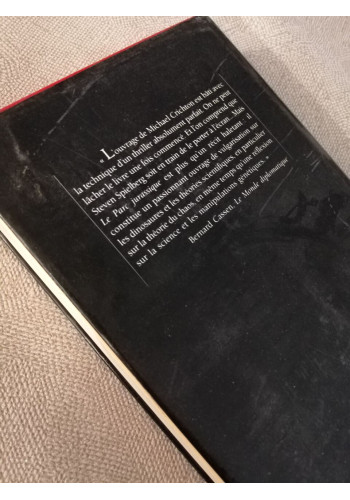 « L'ouvrage de Michael Crichton est bâti avec
la technique d'un thriller absolument parfait. On ne peut
lâcher le livre une fois commencé. Et l'on comprend que
Steven Spielberg soit en train de le porter à l'écran... Mais
Le Parc jurassique est plus qu'un récit haletant : il
constitue un passionnant ouvrage de vulgarisation sur
les dinosaures et les théories scientifiques, en particulier
sur la théorie du chaos, en même temps qu'une réflexion
sur la science et les manipulations génétiques. »
Bernard Cassen, Le Monde diplomatique